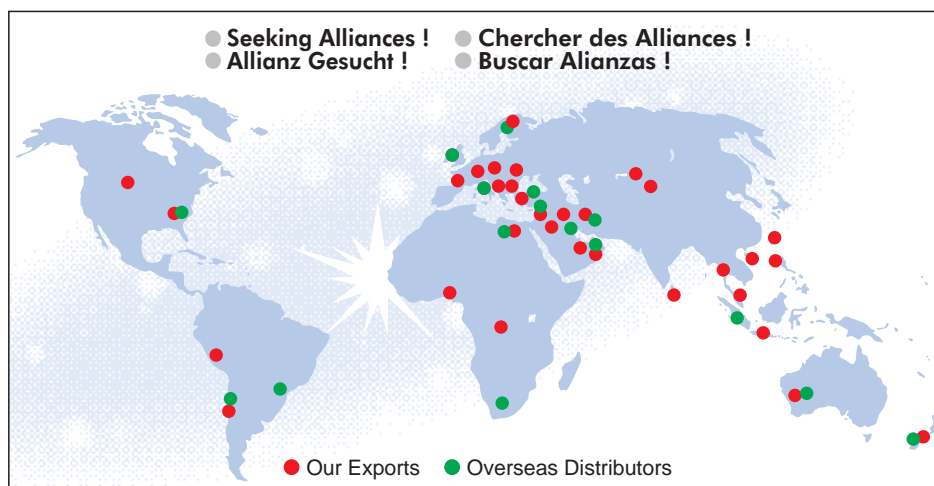 Seeking Alliances !
Chercher des Alliances !
Allianz Gesucht !
Buscar Alianzas !
Our Exports
Overseas Distributors